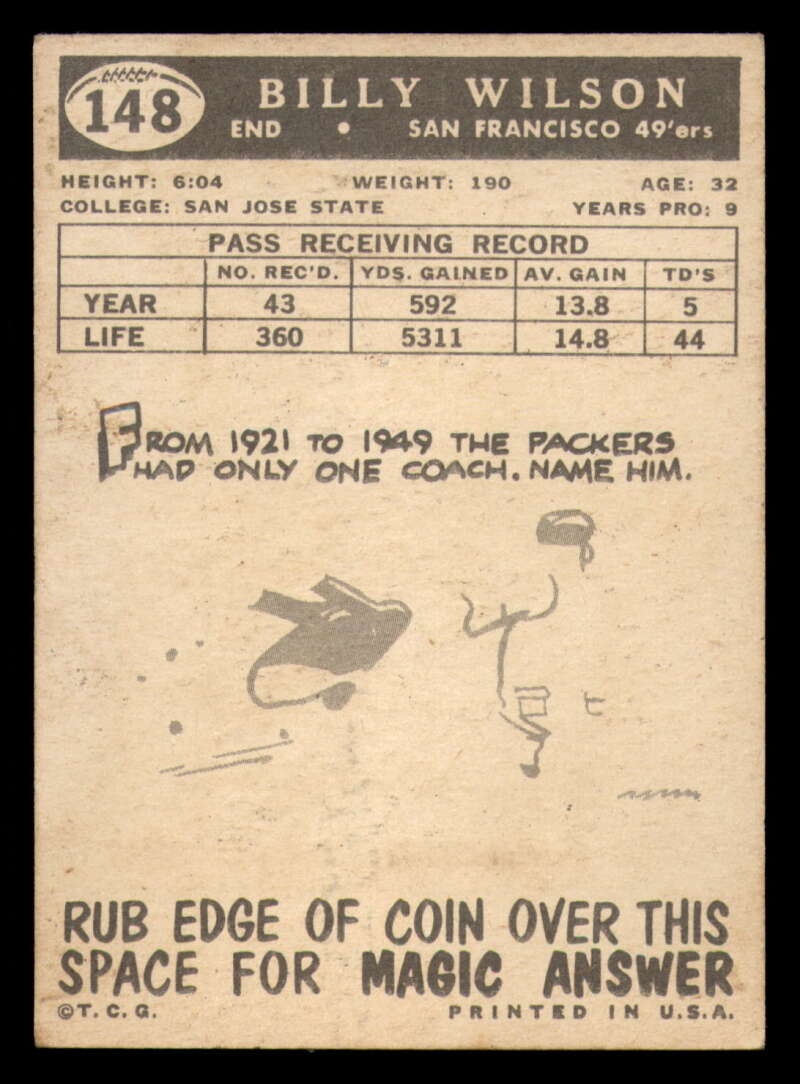 148
BILLY WILSON
END • SAN FRANCISCO 49'ers
HEIGHT: 6:04 WEIGHT: 190 AGE: 32
COLLEGE: SAN JOSE STATE YEARS PRO: 9
PASS RECEIVING RECORD
NO. REC'D. YDS. GAINED AV. GAIN TD'S
YEAR 43 592 13.8 5
LIFE 360 5311 14.8 44
FROM 1921 TO 1949 THE PACKERS
HAD ONLY ONE COACH. NAME HIM.
RUB EDGE OF COIN OVER THIS
SPACE FOR MAGIC ANSWER
©T.C.G. PRINTED IN U.S.A.